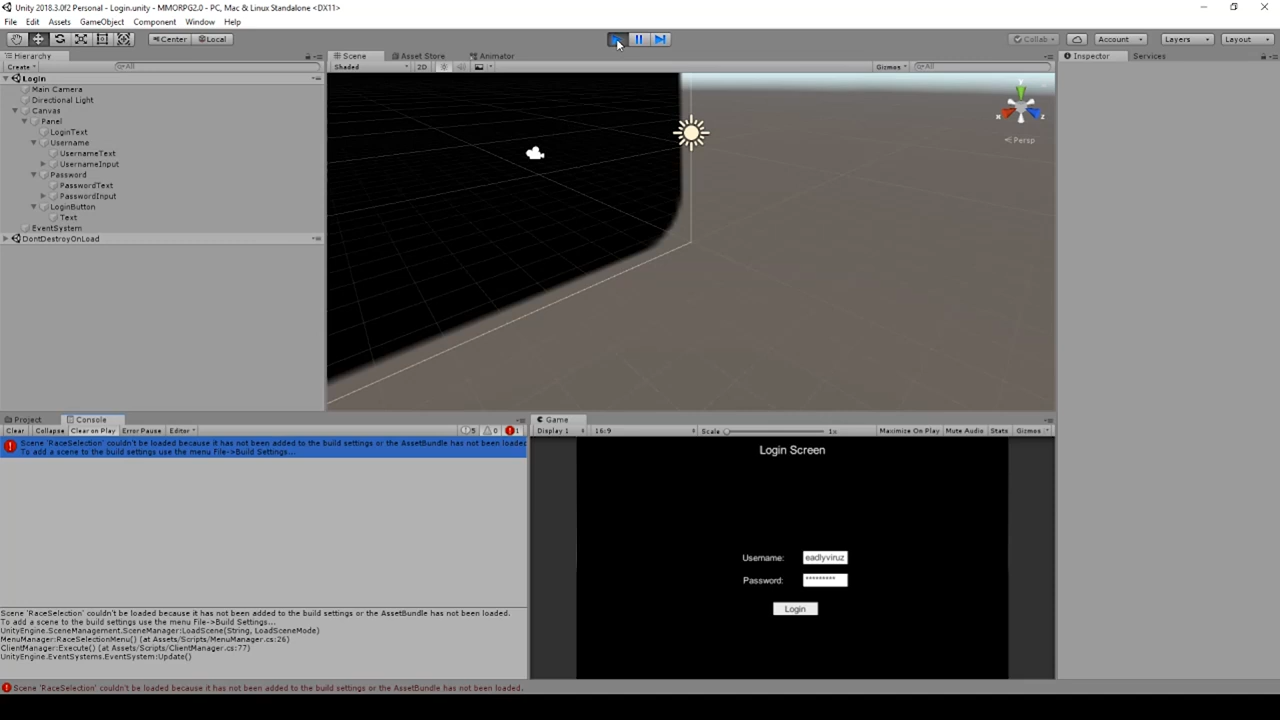 Unity 2018.3.0f2 Personal - Login.unity - MMORPG2.0 - PC, Mac & Linux Standalone <DX11>
File Edit Assets GameObject Component Window Help
Center Local Collab Account Layers Layout
Hierarchy Scene Asset Store Animator Inspector Services
Create All Shaded 2D Gizmos All
Login
Main Camera
Directional Light
Canvas
Panel
LoginText
Username
UsernameText
UsernameInput
Password
PasswordText
PasswordInput
LoginButton
Text
EventSystem
DontDestroyOnLoad
y
x z
Persp
Project Console Game
Clear Collapse Clear on Play Error Pause Editor 5 0 1 Display 1 16:9 Scale 1x Maximize On Play Mute Audio Stats Gizmos
Scene 'RaceSelection' couldn't be loaded because it has not been added to the build settings or the AssetBundle has not been loaded
To add a scene to the build settings use the menu File->Build Settings...
Login Screen
Username: eadlyviruz
Password: *********
Login
Scene 'RaceSelection' couldn't be loaded because it has not been added to the build settings or the AssetBundle has not been loaded.
To add a scene to the build settings use the menu File->Build Settings...
UnityEngine.SceneManagement.SceneManager:LoadScene(String, LoadSceneMode)
MenuManager:RaceSelectionMenu() (at Assets/Scripts/MenuManager.cs:26)
ClientManager:Execute() (at Assets/Scripts/ClientManager.cs:77)
UnityEngine.EventSystems.EventSystem:Update()
Scene 'RaceSelection' couldn't be loaded because it has not been added to the build settings or the AssetBundle has not been loaded.